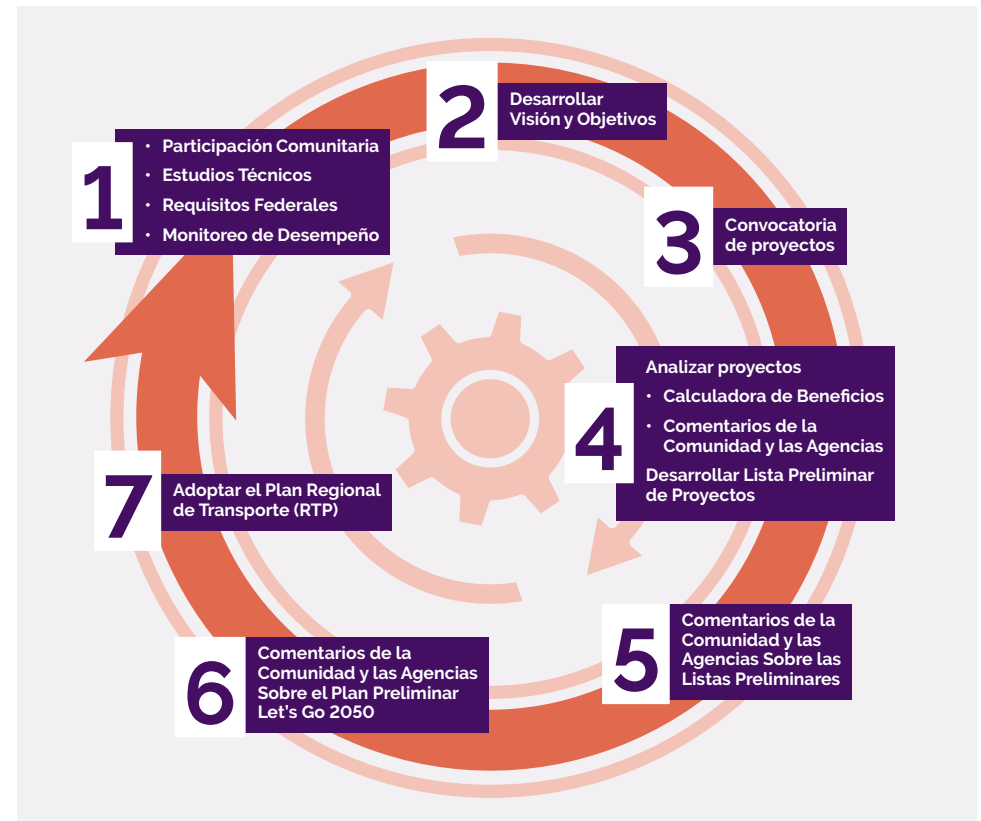 1
• Participación Comunitaria
• Estudios Técnicos
• Requisitos Federales
• Monitoreo de Desempeño
2
Desarrollar
Visión y Objetivos
3
Convocatoria
de proyectos
4
Analizar proyectos
• Calculadora de Beneficios
• Comentarios de la
Comunidad y las Agencias
Desarrollar Lista Preliminar
de Proyectos
5
Comentarios de la
Comunidad y las
Agencias Sobre las
Listas Preliminares
6
Comentarios de la
Comunidad y las Agencias
Sobre el Plan Preliminar
Let's Go 2050
7
Adoptar el Plan Regional
de Transporte (RTP)